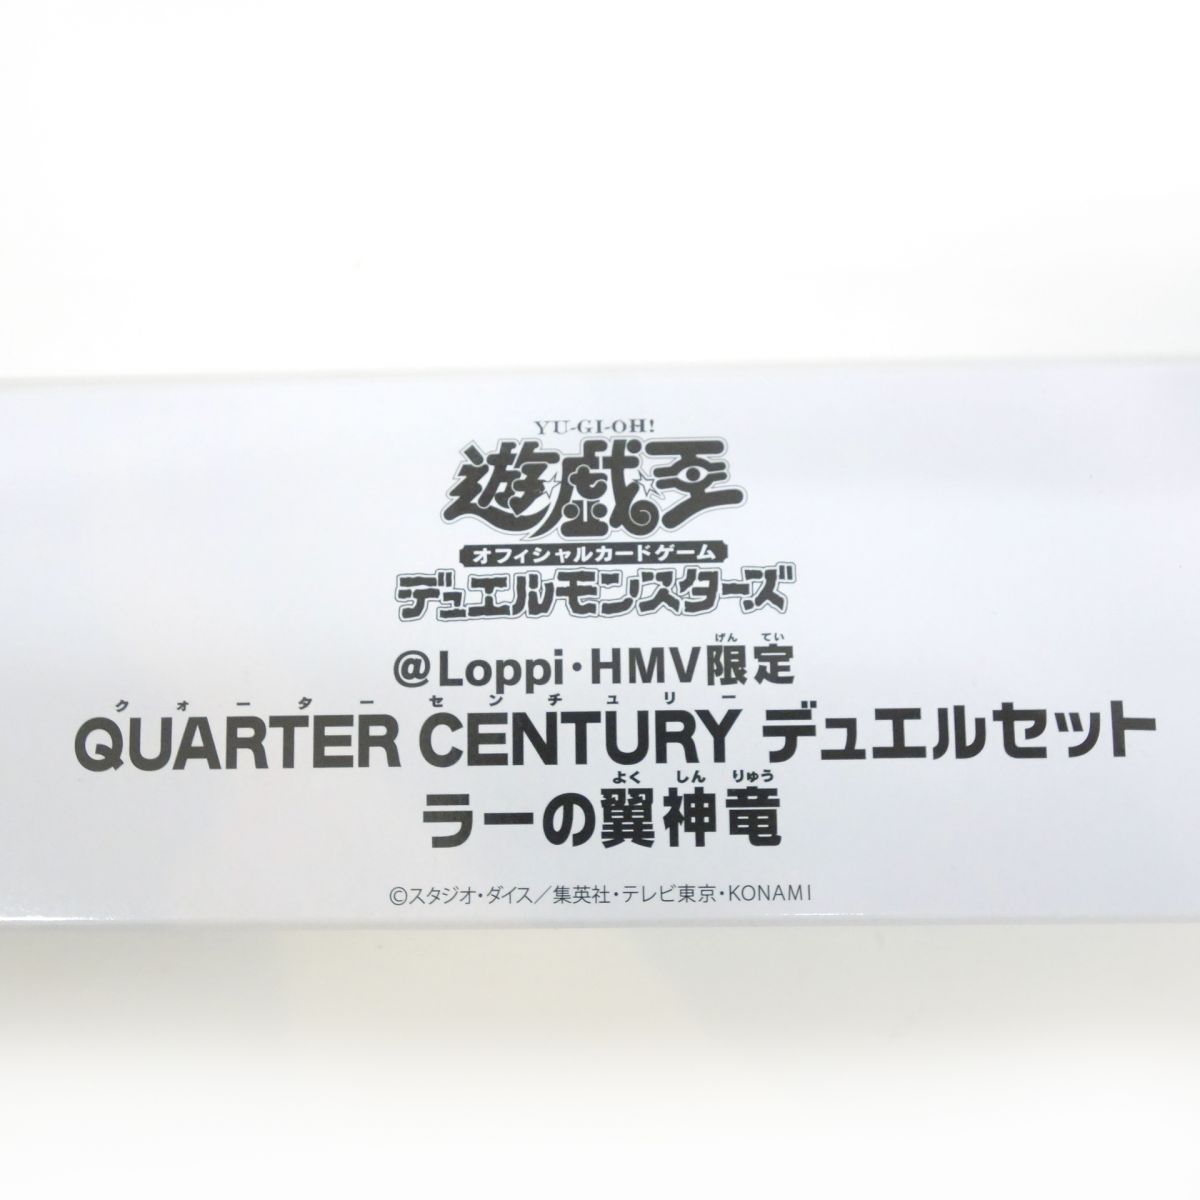 YU-GI-OH!
遊戯王
オフィシャルカードゲーム
デュエルモンスターズ
げん てい
@Loppi・HMV限定
クォーター センチュリー
QUARTER CENTURY デュエルセット
よく しん りゅう
ラーの翼神竜
©スタジオ・ダイス／集英社・テレビ東京・KONAMI